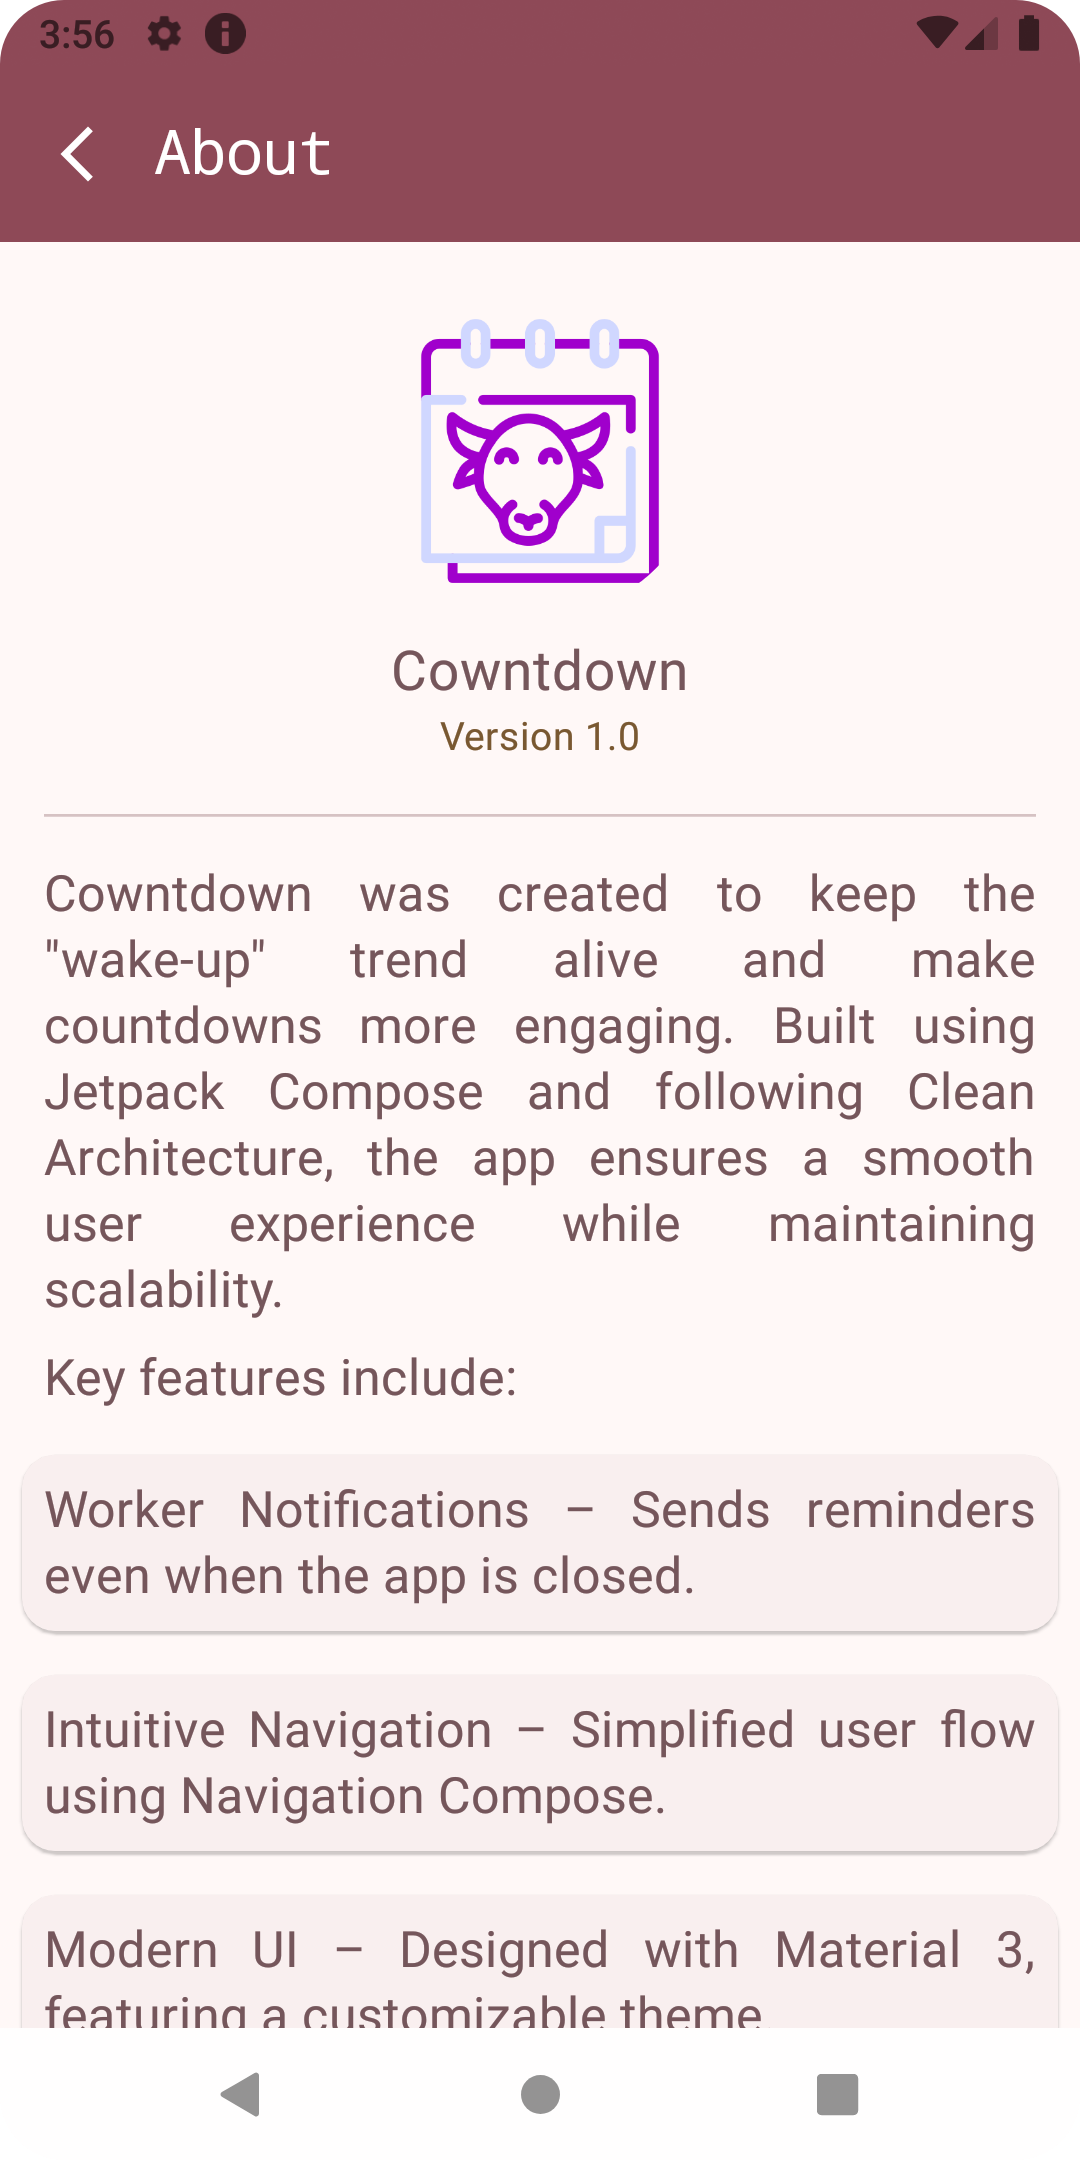 3:56
About
Cowntdown
Version 1.0
Cowntdown was created to keep the
"wake-up" trend alive and make
countdowns more engaging. Built using
Jetpack Compose and following Clean
Architecture, the app ensures a smooth
user experience while maintaining
scalability.
Key features include:
Worker Notifications – Sends reminders
even when the app is closed.
Intuitive Navigation – Simplified user flow
using Navigation Compose.
Modern UI – Designed with Material 3,
featuring a customizable theme.